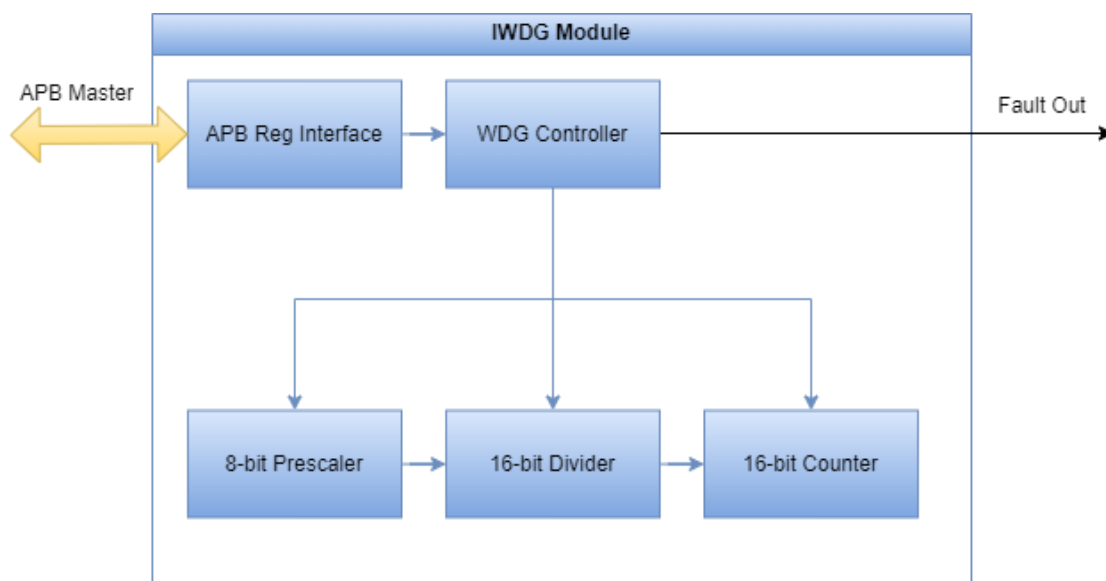 IWDG Module
APB Master
APB Reg Interface
WDG Controller
Fault Out
8-bit Prescaler
16-bit Divider
16-bit Counter